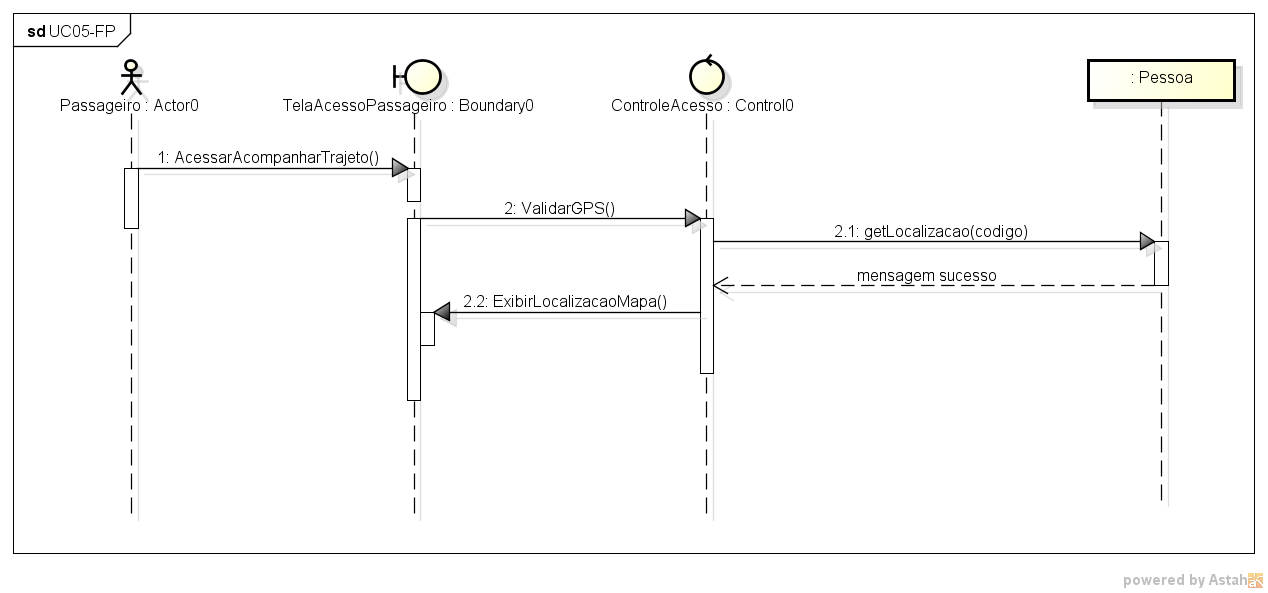 sd UC05-FP
Passageiro : Actor0
TelaAcessoPassageiro : Boundary0
ControleAcesso : Control0
: Pessoa
1: AcessarAcompanharTrajeto()
2: ValidarGPS()
2.1: getLocalizacao(codigo)
mensagem sucesso
2.2: ExibirLocalizacaoMapa()
powered by Astah